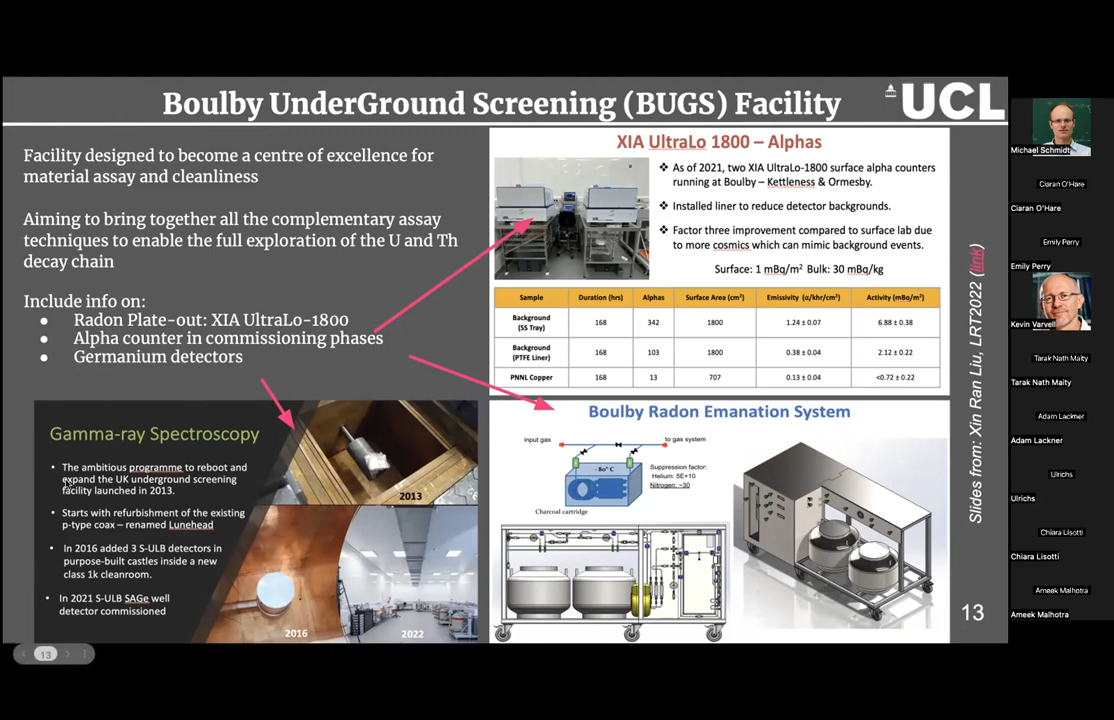 Boulby UnderGround Screening (BUGS) Facility
UCL
Facility designed to become a centre of excellence for
material assay and cleanliness
Aiming to bring together all the complementary assay
techniques to enable the full exploration of the U and Th
decay chain
Include info on:
● Radon Plate-out: XIA UltraLo-1800
● Alpha counter in commissioning phases
● Germanium detectors
XIA UltraLo 1800 – Alphas
❖ As of 2021, two XIA UltraLo-1800 surface alpha counters
running at Boulby – Kettleness & Ormesby.
❖ Installed liner to reduce detector backgrounds.
❖ Factor three improvement compared to surface lab due
to more cosmics which can mimic background events.
Surface: 1 mBq/m² Bulk: 30 mBq/kg
Sample Duration (hrs) Alphas Surface Area (cm²) Emissivity (α/khr/cm²) Activity (mBq/m²)
Background
(SS Tray) 168 342 1800 1.24 ± 0.07 6.88 ± 0.38
Background
(PTFE Liner) 168 103 1800 0.38 ± 0.04 2.12 ± 0.22
PNNL Copper 168 13 707 0.13 ± 0.04 <0.72 ± 0.22
Gamma-ray Spectroscopy
• The ambitious programme to reboot and
expand the UK underground screening
facility launched in 2013.
• Starts with refurbishment of the existing
p-type coax – renamed Lunehead
• In 2016 added 3 S-ULB detectors in
purpose-built castles inside a new
class 1k cleanroom.
• In 2021 S-ULB SAGe well
detector commissioned
2013
2016
2022
Boulby Radon Emanation System
input gas
to gas system
- 80° C
Suppression factor:
Helium: 5E+10
Nitrogen: ~30
Charcoal cartridge
Slides from: Xin Ran Liu, LRT2022 (link)
13
13
Michael Schmidt
Ciaran O'Hare
Ciaran O'Hare
Emily Perry
Emily Perry
Kevin Varvell
Tarak Nath Maity
Tarak Nath Maity
Adam Lackner
Adam Lackner
Ulrichs
Ulrichs
Chiara Lisotti
Chiara Lisotti
Ameek Malhotra
Ameek Malhotra